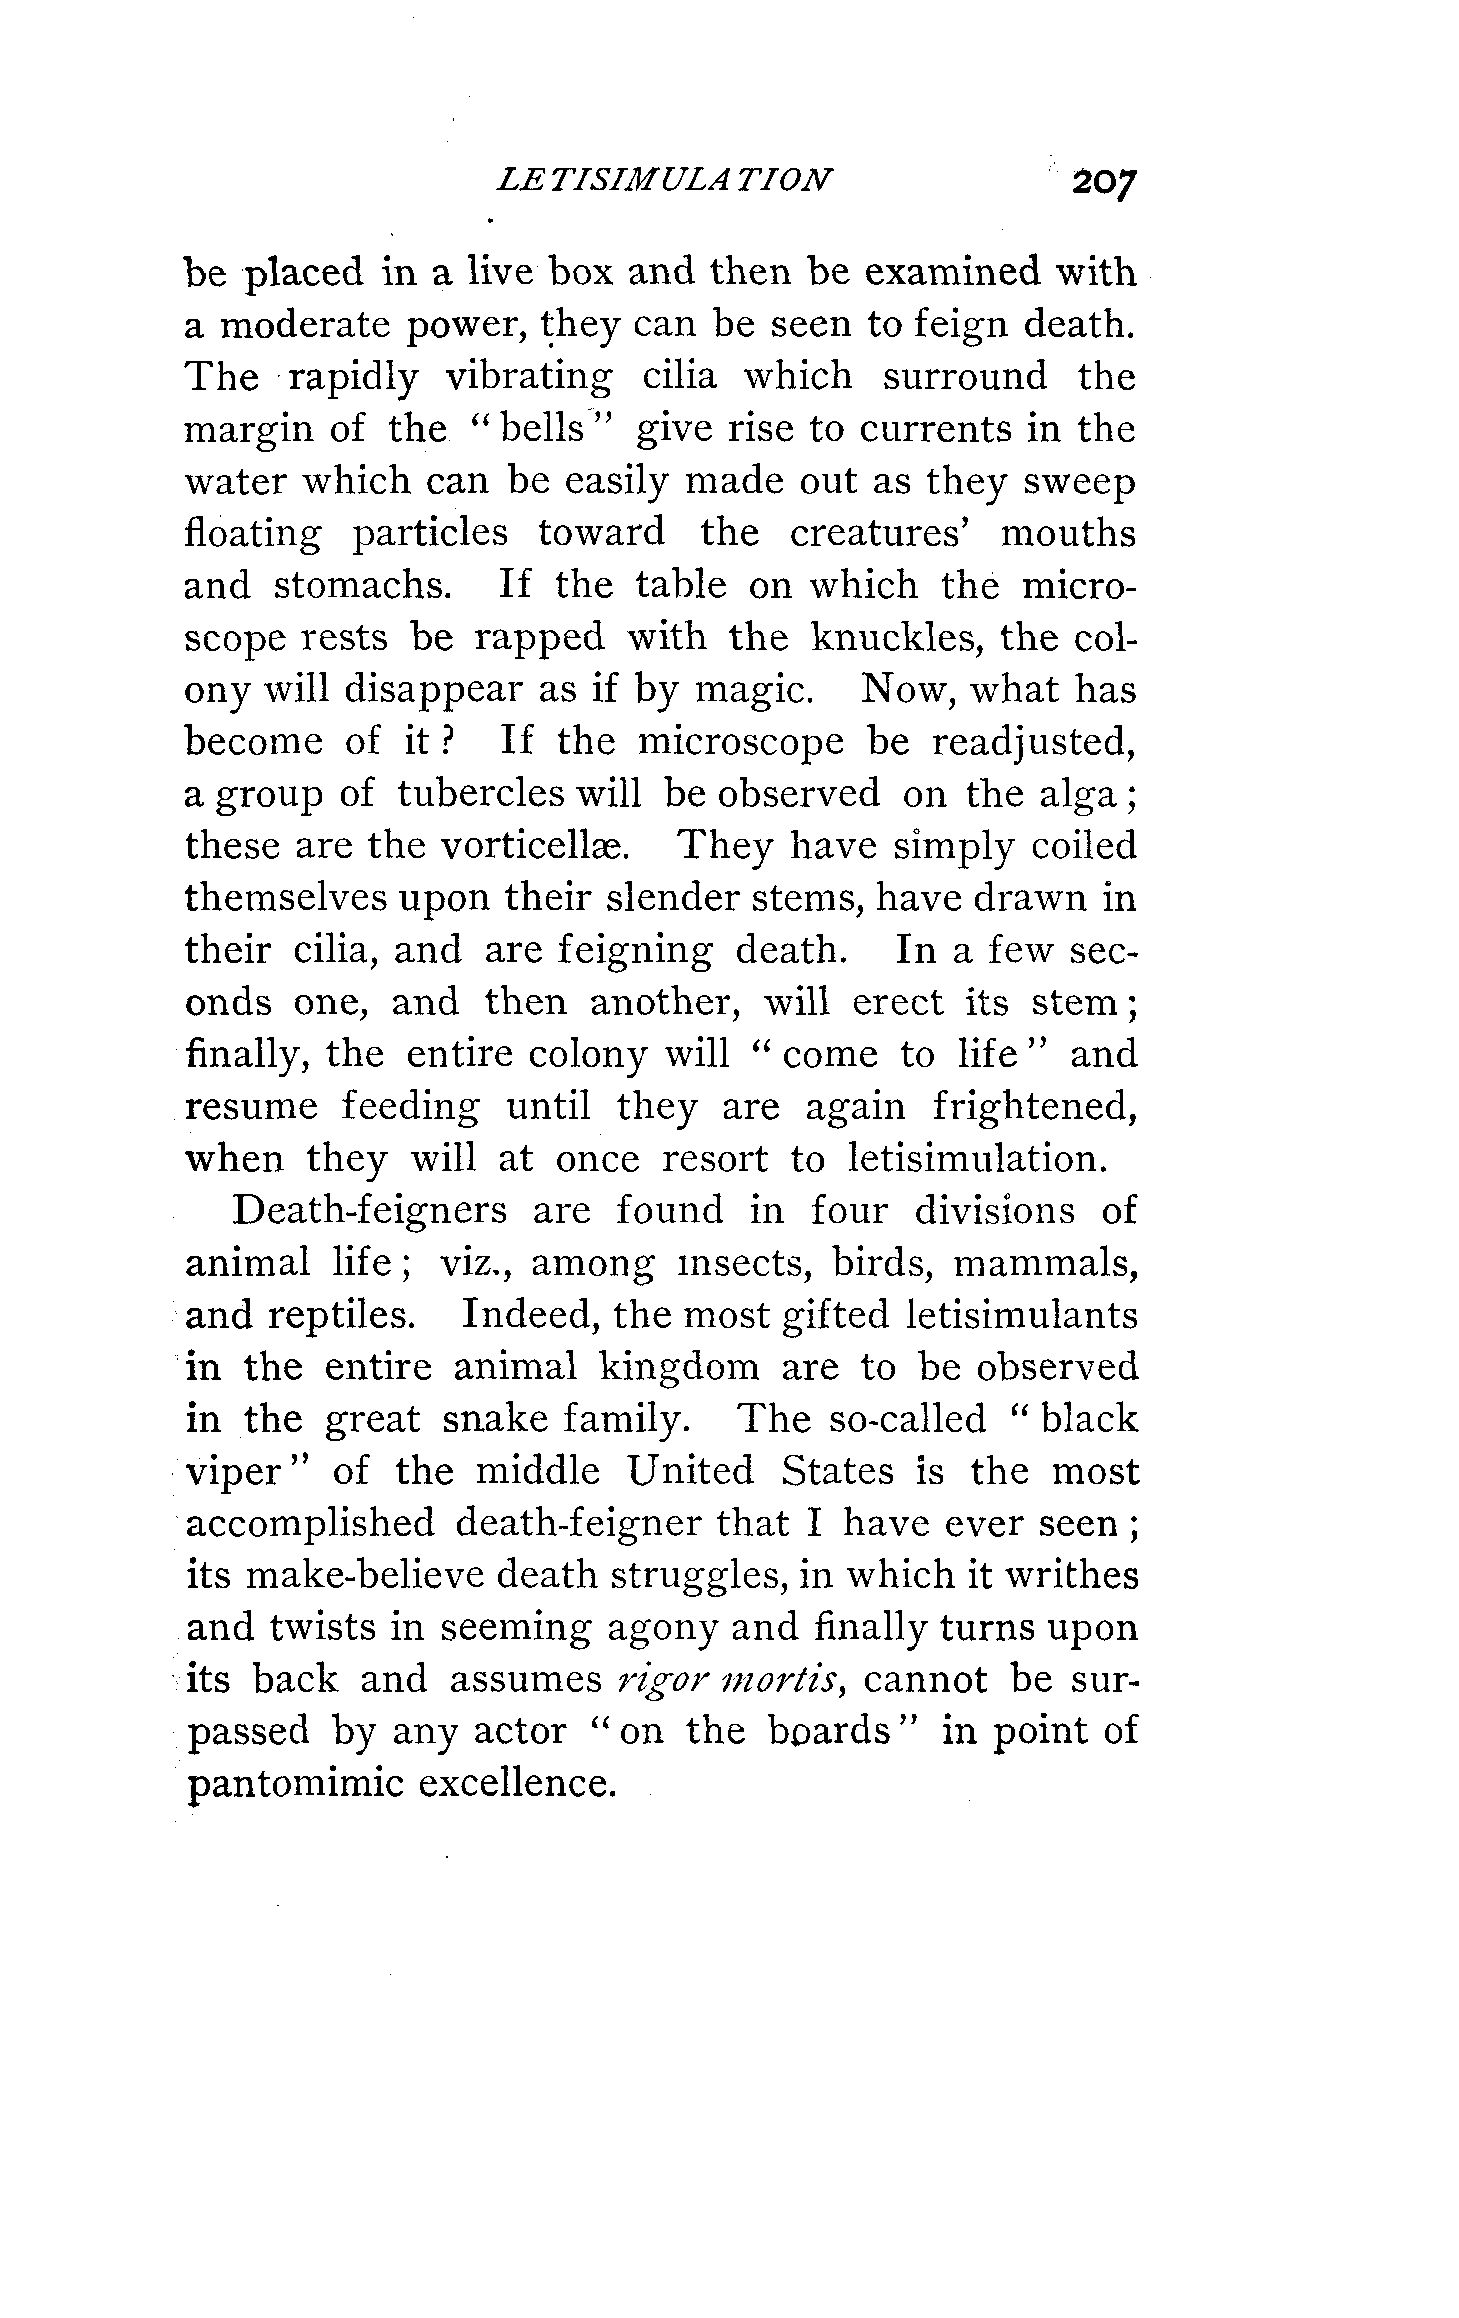 LETISIMULATION 207
be placed in a live box and then be examined with
a moderate power, they can be seen to feign death.
The rapidly vibrating cilia which surround the
margin of the “bells” give rise to currents in the
water which can be easily made out as they sweep
floating particles toward the creatures’ mouths
and stomachs. If the table on which the micro-
scope rests be rapped with the knuckles, the col-
ony will disappear as if by magic. Now, what has
become of it? If the microscope be readjusted,
a group of tubercles will be observed on the alga;
these are the vorticellæ. They have simply coiled
themselves upon their slender stems, have drawn in
their cilia, and are feigning death. In a few sec-
onds one, and then another, will erect its stem;
finally, the entire colony will “come to life” and
resume feeding until they are again frightened,
when they will at once resort to letisimulation.
Death-feigners are found in four divisions of
animal life; viz., among insects, birds, mammals,
and reptiles. Indeed, the most gifted letisimulants
in the entire animal kingdom are to be observed
in the great snake family. The so-called “black
viper” of the middle United States is the most
accomplished death-feigner that I have ever seen;
its make-believe death struggles, in which it writhes
and twists in seeming agony and finally turns upon
its back and assumes rigor mortis, cannot be sur-
passed by any actor “on the boards” in point of
pantomimic excellence.